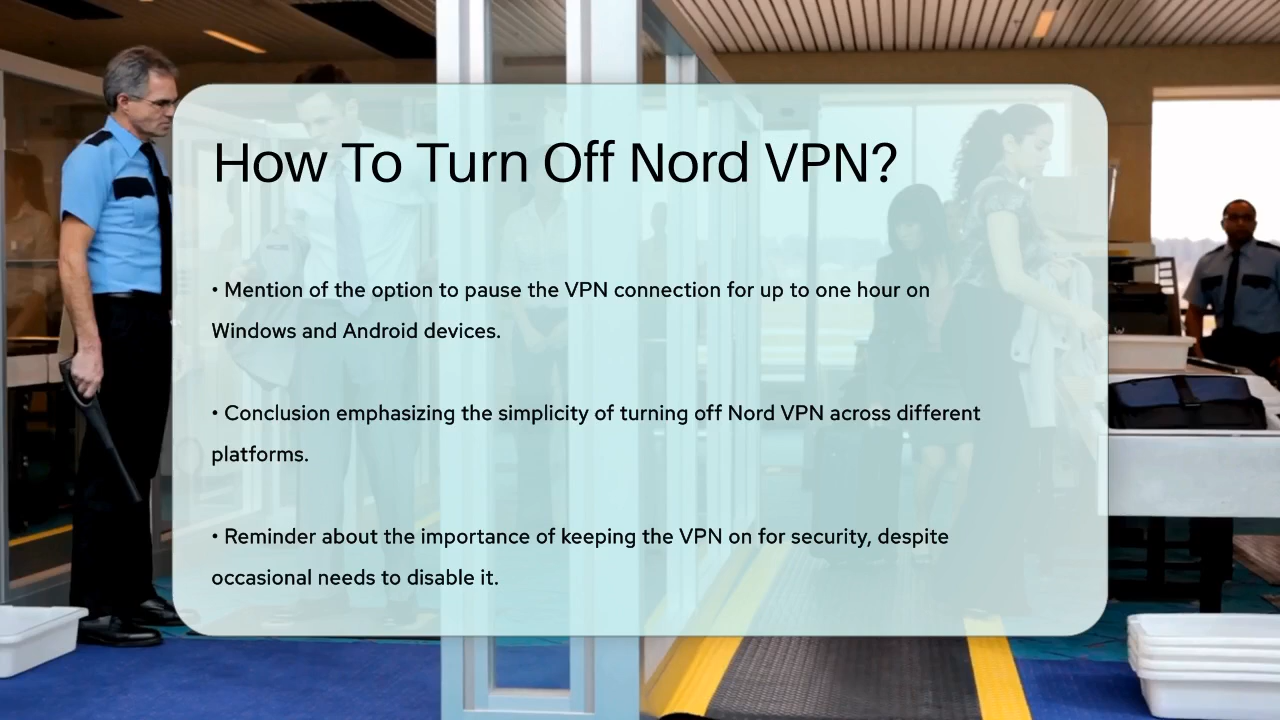 How To Turn Off Nord VPN?
• Mention of the option to pause the VPN connection for up to one hour on
Windows and Android devices.
• Conclusion emphasizing the simplicity of turning off Nord VPN across different
platforms.
• Reminder about the importance of keeping the VPN on for security, despite
occasional needs to disable it.